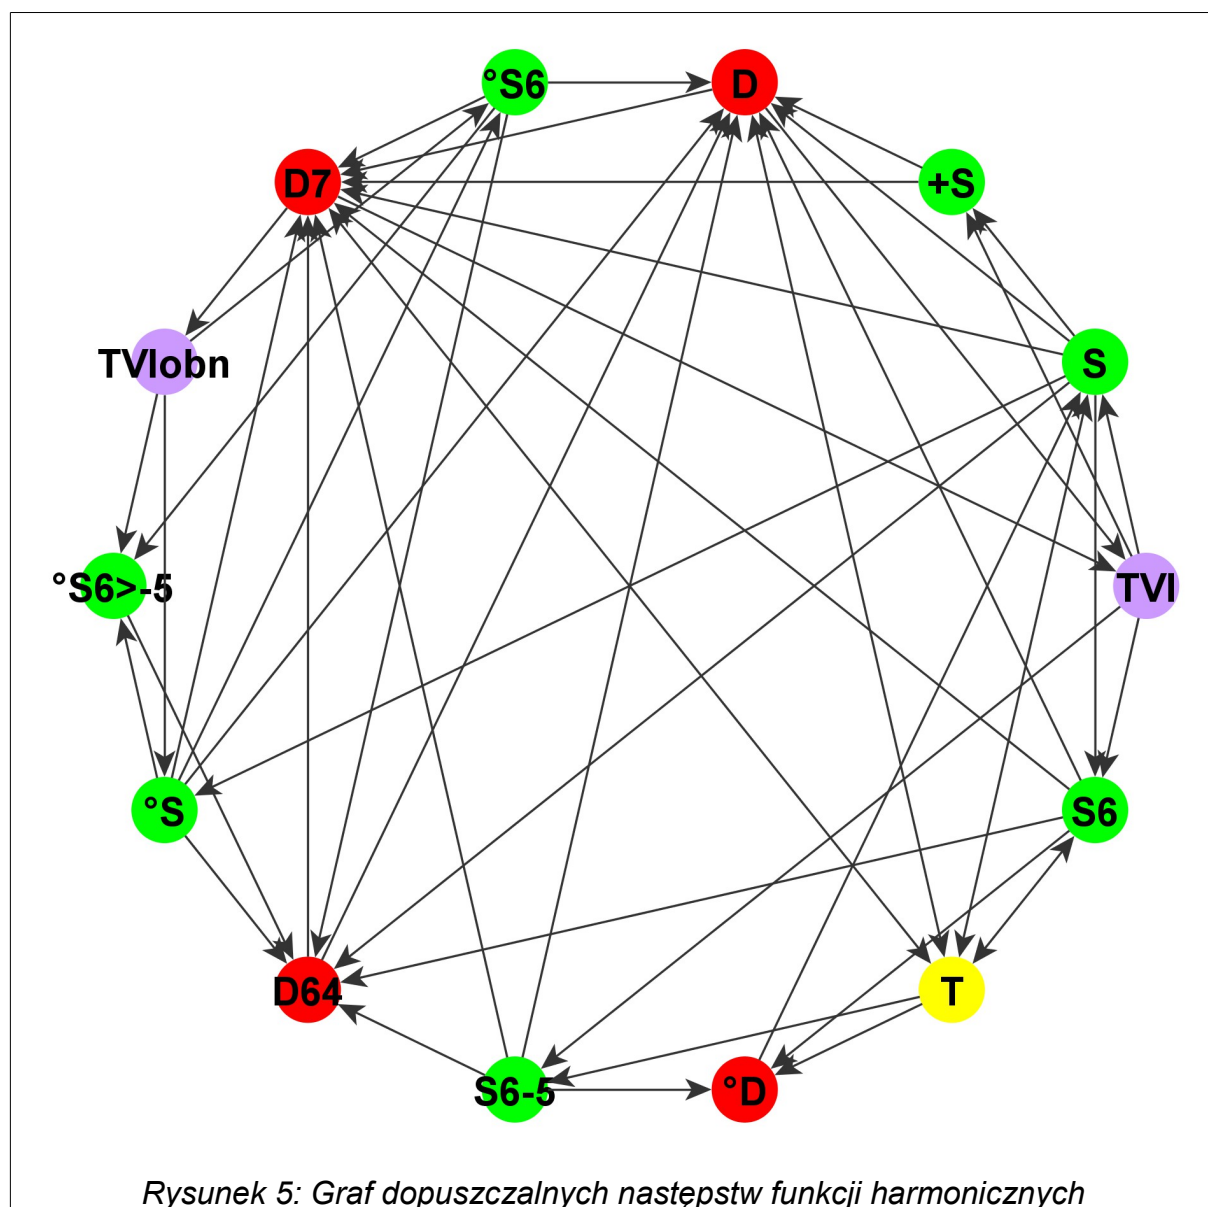 °S6
D
D7
+S
TVIobn
S
°S6>-5
TVI
°S
S6
D64
T
S6-5
°D
Rysunek 5: Graf dopuszczalnych następstw funkcji harmonicznych